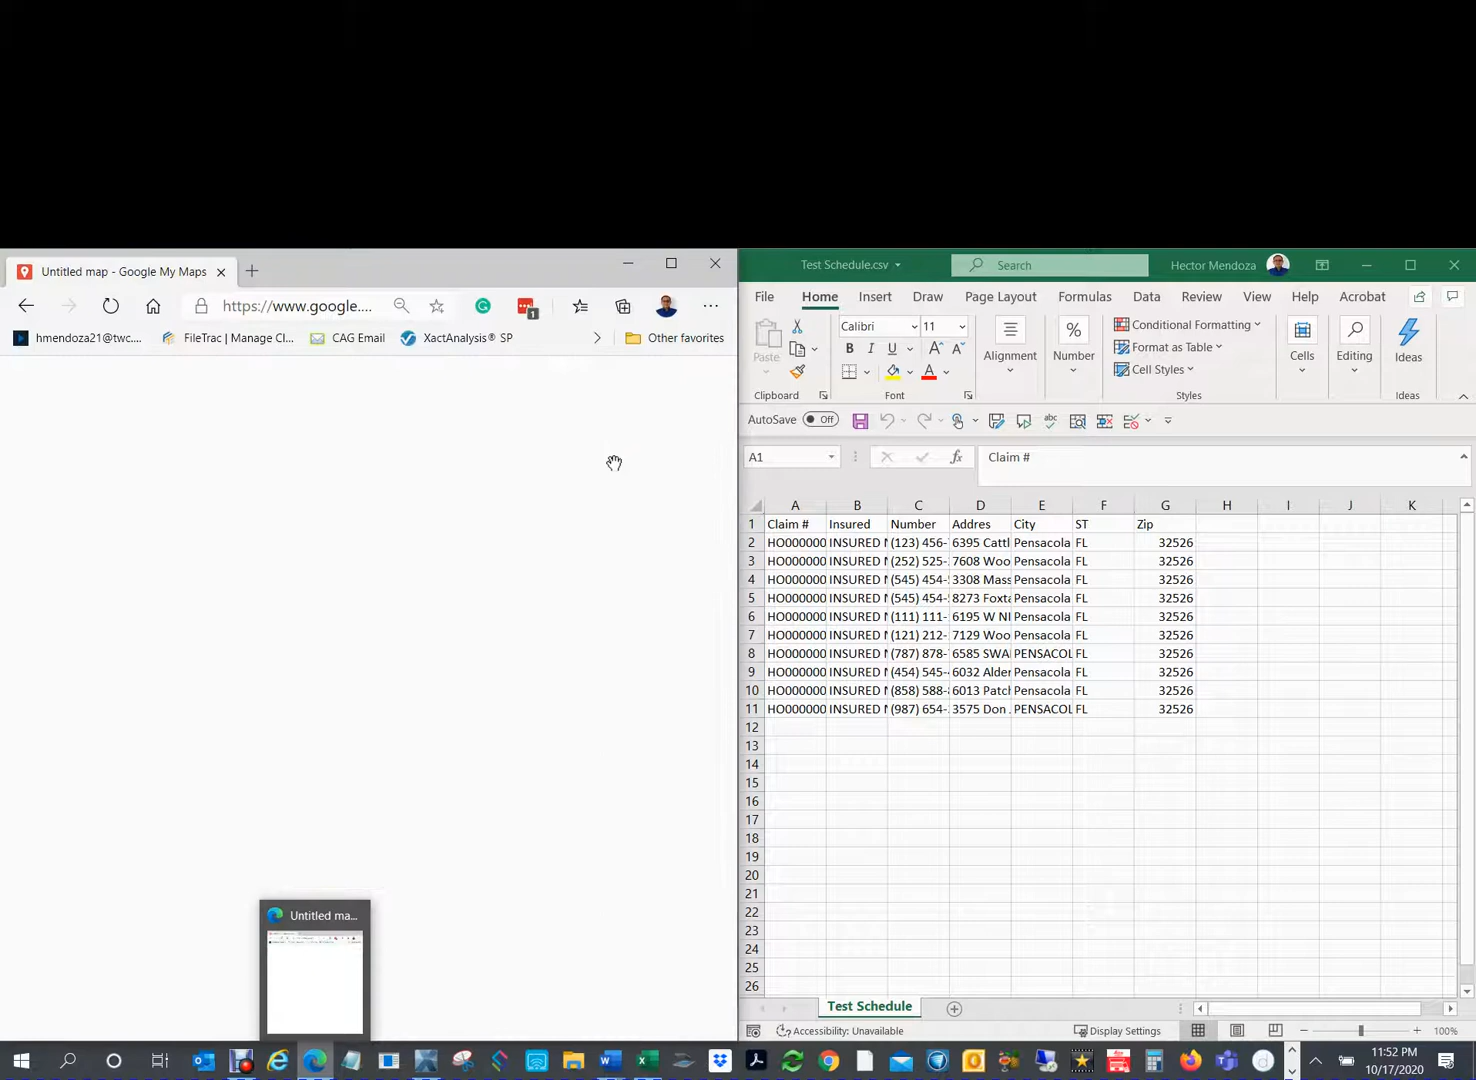 Untitled map - Google My Maps
https://www.google....
1
hmendoza21@twc....
FileTrac | Manage Cl...
CAG Email
XactAnalysis® SP
Other favorites
Untitled ma...
Test Schedule.csv
Search
Hector Mendoza
File Home Insert Draw Page Layout Formulas Data Review View Help Acrobat
Paste
Calibri
11
B I U
A A
A
Alignment
%
Number
Conditional Formatting
Format as Table
Cell Styles
Cells
Editing
Ideas
Clipboard
Font
Styles
Ideas
AutoSave Off
abc
A1
fx
Claim #
A B C D E F G H I J K
1 Claim # Insured Number Addres City ST Zip
2 HO000000 INSURED N (123) 456- 6395 Cattl Pensacola FL 32526
3 HO000000 INSURED N (252) 525- 7608 Woo Pensacola FL 32526
4 HO000000 INSURED N (545) 454- 3308 Mass Pensacola FL 32526
5 HO000000 INSURED N (545) 454- 8273 Foxta Pensacola FL 32526
6 HO000000 INSURED N (111) 111- 6195 W NI Pensacola FL 32526
7 HO000000 INSURED N (121) 212- 7129 Woo Pensacola FL 32526
8 HO000000 INSURED N (787) 878- 6585 SWA PENSACOL FL 32526
9 HO000000 INSURED N (454) 545- 6032 Alder Pensacola FL 32526
10 HO000000 INSURED N (858) 588- 6013 Patch Pensacola FL 32526
11 HO000000 INSURED N (987) 654- 3575 Don PENSACOL FL 32526
12
13
14
15
16
17
18
19
20
21
22
23
24
25
26
Test Schedule
Accessibility: Unavailable
Display Settings
100%
11:52 PM
10/17/2020